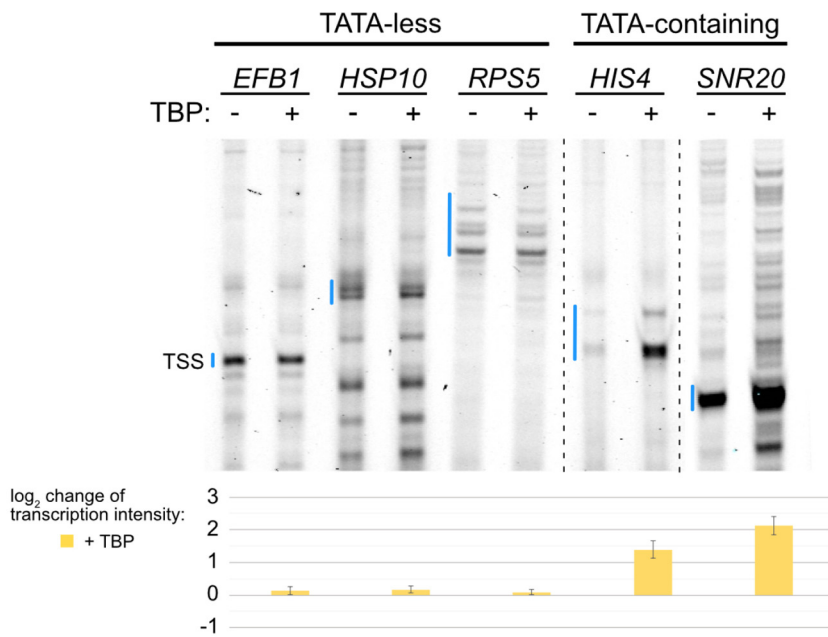 TATA-less TATA-containing
EFB1 HSP10 RPS5 HIS4 SNR20
TBP: - + - + - + - + - +
TSS
log2 change of
transcription intensity:
+ TBP
3
2
1
0
-1